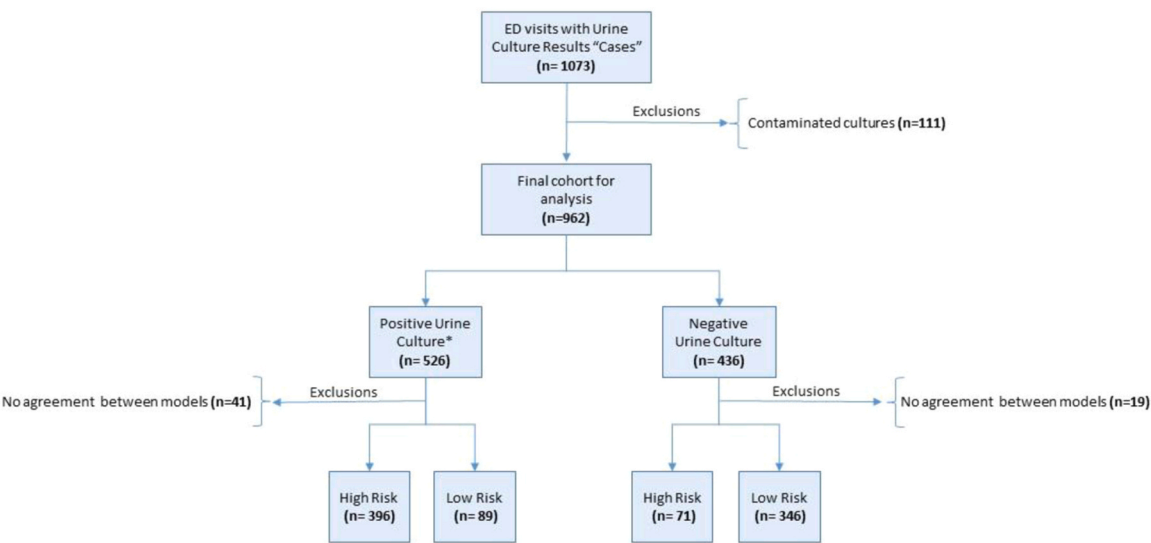 ED visits with Urine
Culture Results “Cases”
(n= 1073)
Exclusions
Contaminated cultures (n=111)
Final cohort for
analysis
(n=962)
Positive Urine
Culture*
(n= 526)
Negative
Urine Culture
(n= 436)
No agreement between models (n=41)
Exclusions
Exclusions
No agreement between models (n=19)
High Risk
(n= 396)
Low Risk
(n= 89)
High Risk
(n= 71)
Low Risk
(n= 346)